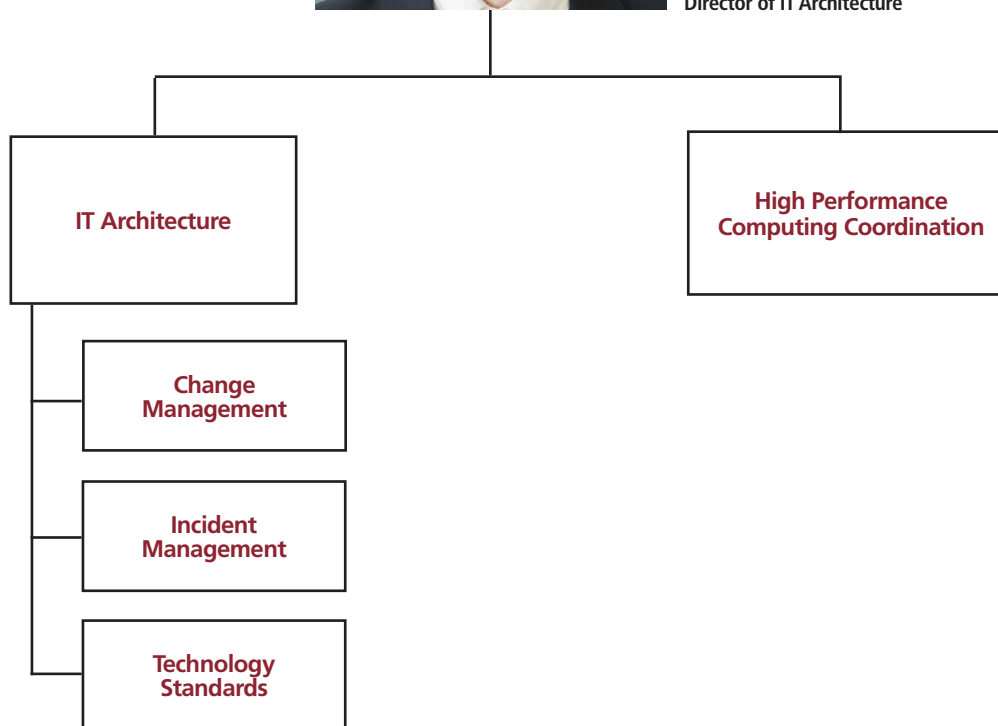 Director of IT Architecture
IT Architecture
High Performance
Computing Coordination
Change
Management
Incident
Management
Technology
Standards